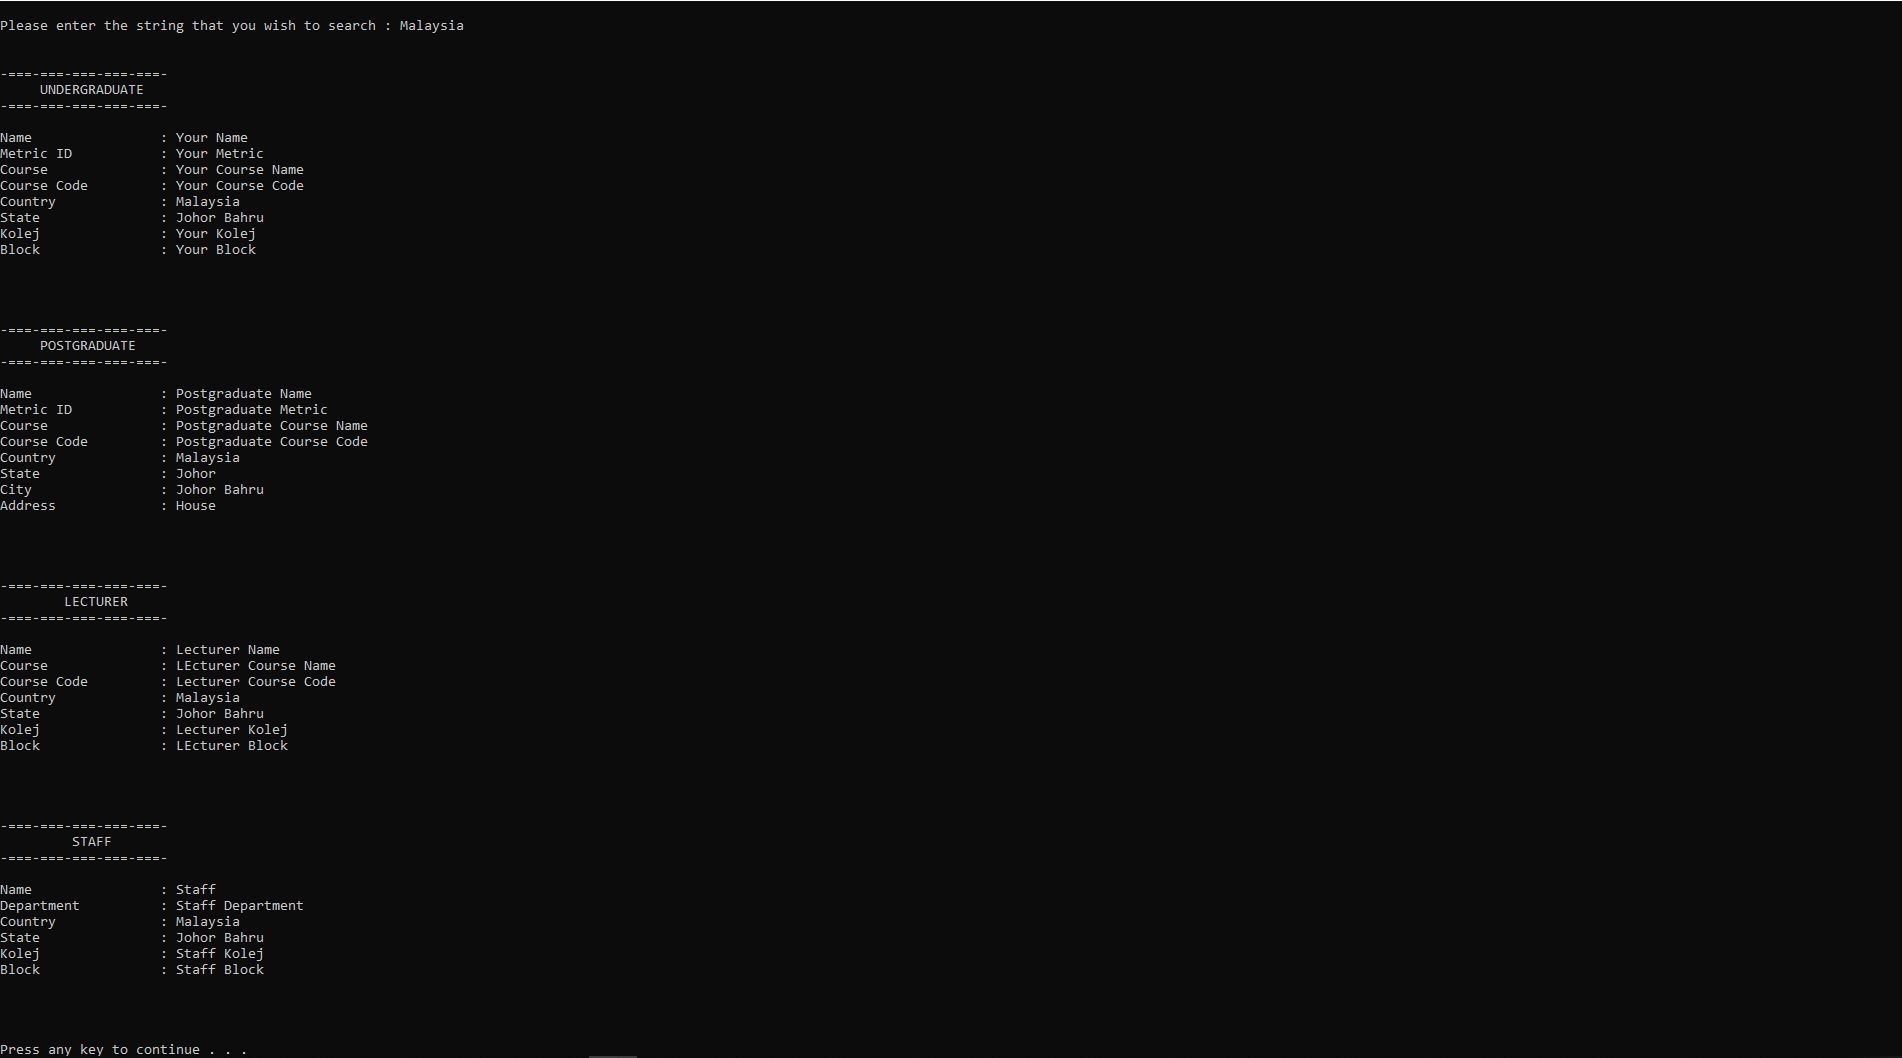 Please enter the string that you wish to search : Malaysia
-===-===-===-===-===-
UNDERGRADUATE
-===-===-===-===-===-
Name : Your Name
Metric ID : Your Metric
Course : Your Course Name
Course Code : Your Course Code
Country : Malaysia
State : Johor Bahru
Kolej : Your Kolej
Block : Your Block
-===-===-===-===-===-
POSTGRADUATE
-===-===-===-===-===-
Name : Postgraduate Name
Metric ID : Postgraduate Metric
Course : Postgraduate Course Name
Course Code : Postgraduate Course Code
Country : Malaysia
State : Johor
City : Johor Bahru
Address : House
-===-===-===-===-===-
LECTURER
-===-===-===-===-===-
Name : Lecturer Name
Course : LEcturer Course Name
Course Code : Lecturer Course Code
Country : Malaysia
State : Johor Bahru
Kolej : Lecturer Kolej
Block : LEcturer Block
-===-===-===-===-===-
STAFF
-===-===-===-===-===-
Name : Staff
Department : Staff Department
Country : Malaysia
State : Johor Bahru
Kolej : Staff Kolej
Block : Staff Block
Press any key to continue . . .